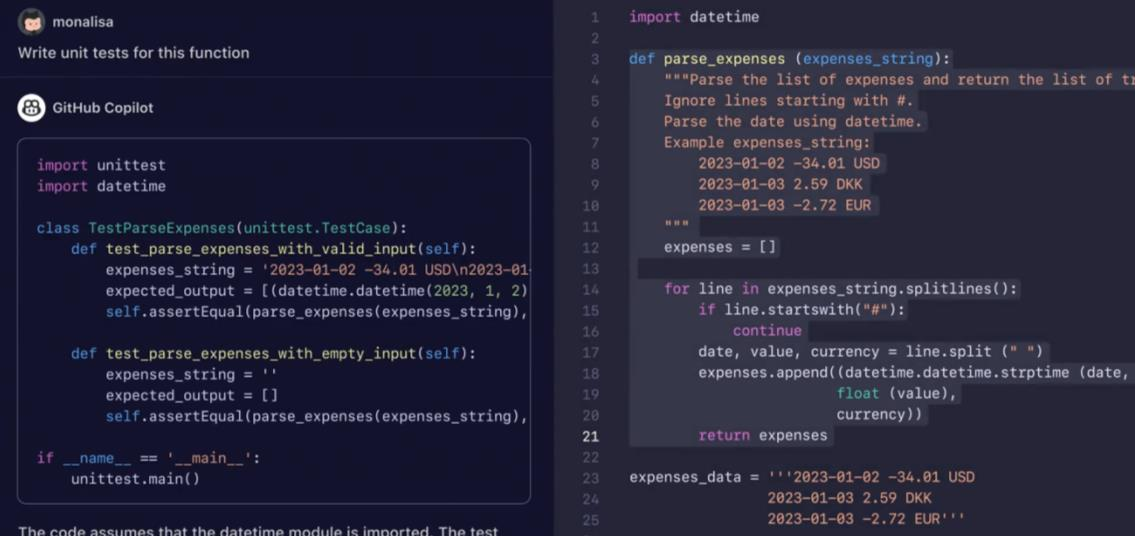 monalisa
Write unit tests for this function
GitHub Copilot
import unittest
import datetime
class TestParseExpenses(unittest.TestCase):
def test_parse_expenses_with_valid_input(self):
expenses_string = '2023-01-02 -34.01 USD\n2023-01-
expected_output = [(datetime.datetime(2023, 1, 2)
self.assertEqual(parse_expenses(expenses_string),
def test_parse_expenses_with_empty_input(self):
expenses_string = ''
expected_output = []
self.assertEqual(parse_expenses(expenses_string),
if __name__ == '__main__':
unittest.main()
The code assumes that the datetime module is imported. The test
1 import datetime
2
3 def parse_expenses (expenses_string):
4 """Parse the list of expenses and return the list of
5 Ignore lines starting with #.
6 Parse the date using datetime.
7 Example expenses_string:
8 2023-01-02 -34.01 USD
9 2023-01-03 2.59 DKK
10 2023-01-03 -2.72 EUR
11 """
12 expenses = []
13
14 for line in expenses_string.splitlines():
15 if line.startswith("#"):
16 continue
17 date, value, currency = line.split (" ")
18 expenses.append((datetime.datetime.strptime (date,
19 float (value),
20 currency))
21 return expenses
22
23 expenses_data = '''2023-01-02 -34.01 USD
24 2023-01-03 2.59 DKK
25 2023-01-03 -2.72 EUR'''